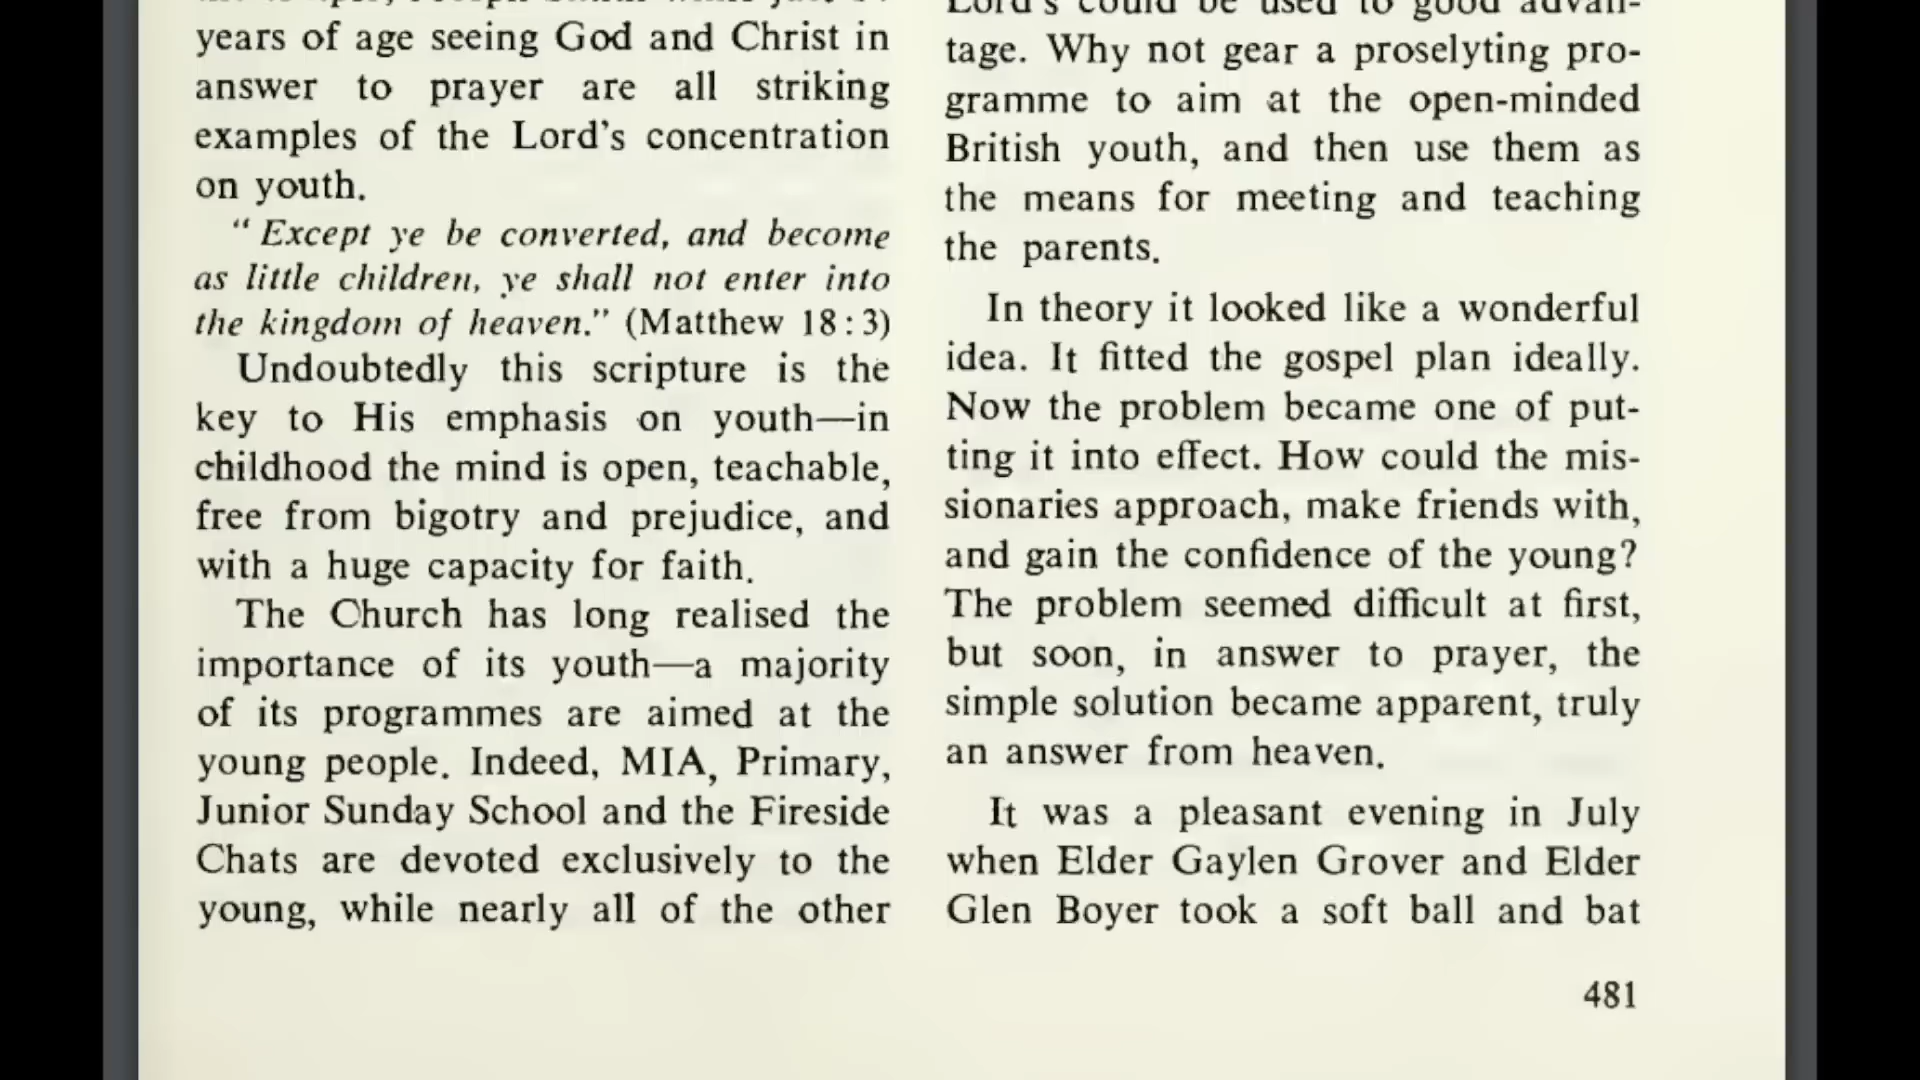 years of age seeing God and Christ in
answer to prayer are all striking
examples of the Lord's concentration
on youth.
" Except ye be converted, and become
as little children, ye shall not enter into
the kingdom of heaven." (Matthew 18 : 3)
Undoubtedly this scripture is the
key to His emphasis on youth—in
childhood the mind is open, teachable,
free from bigotry and prejudice, and
with a huge capacity for faith.
The Church has long realised the
importance of its youth—a majority
of its programmes are aimed at the
young people. Indeed, MIA, Primary,
Junior Sunday School and the Fireside
Chats are devoted exclusively to the
young, while nearly all of the other
Lord's could be used to good advan-
tage. Why not gear a proselyting pro-
gramme to aim at the open-minded
British youth, and then use them as
the means for meeting and teaching
the parents.
In theory it looked like a wonderful
idea. It fitted the gospel plan ideally.
Now the problem became one of put-
ting it into effect. How could the mis-
sionaries approach, make friends with,
and gain the confidence of the young?
The problem seemed difficult at first,
but soon, in answer to prayer, the
simple solution became apparent, truly
an answer from heaven.
It was a pleasant evening in July
when Elder Gaylen Grover and Elder
Glen Boyer took a soft ball and bat
481